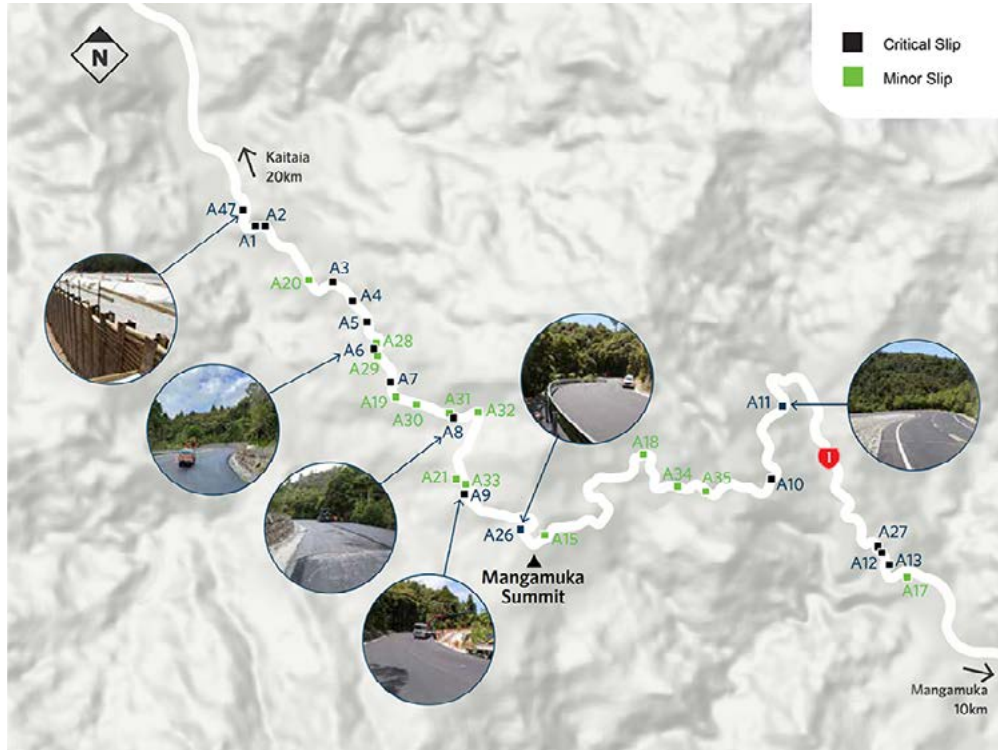 N
Critical Slip
Minor Slip
Kaitaia
20km
A47
A2
A1
A20
A3
A4
A5
A28
A6
A29
A7
A19
A30
A31
A32
A8
A21
A33
A9
A26
A15
Mangamuka
Summit
A18
A34
A35
A11
A10
1
A27
A12
A13
A17
Mangamuka
10km